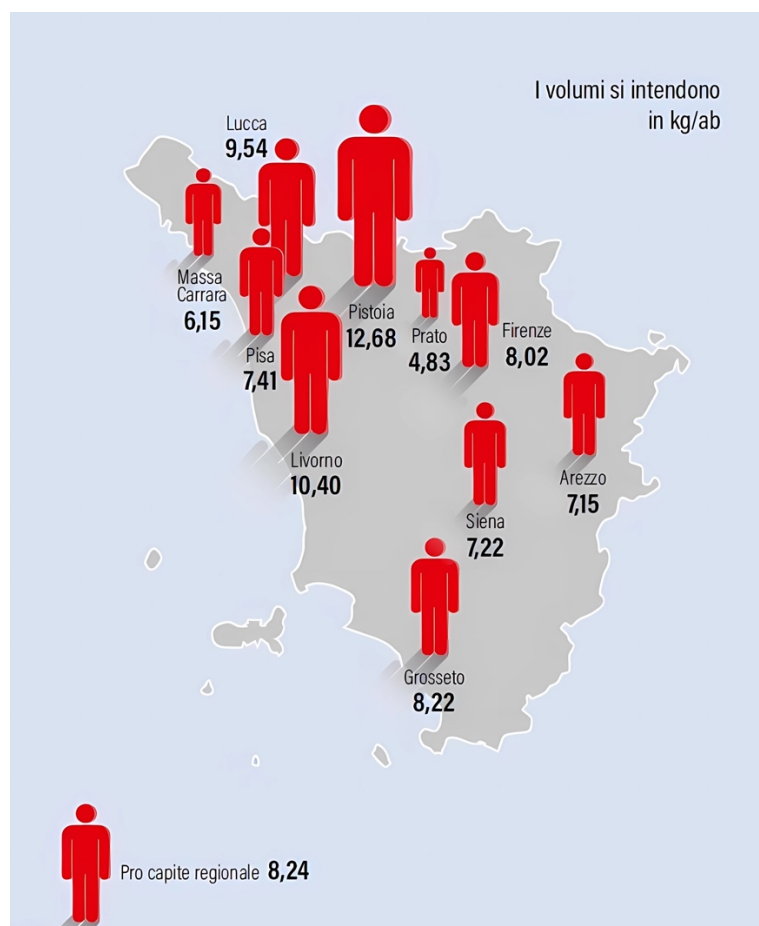 I volumi si intendono
in kg/ab
Lucca
9,54
Massa
Carrara
6,15
Pisa
7,41
Pistoia
12,68
Prato
4,83
Firenze
8,02
Livorno
10,40
Arezzo
7,15
Siena
7,22
Grosseto
8,22
Pro capite regionale 8,24